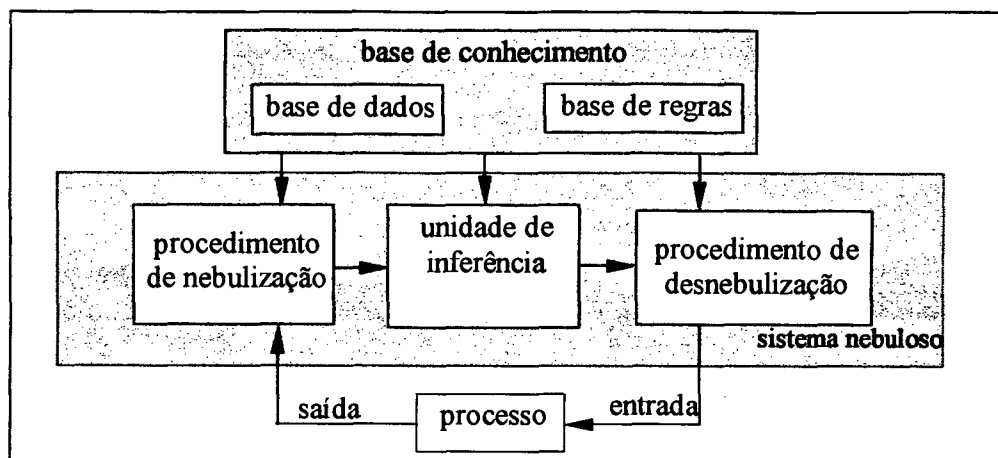 base de conhecimento
base de dados
base de regras
procedimento
de nebulização
unidade de
inferência
procedimento de
desnebulização
sistema nebuloso
saída
processo
entrada